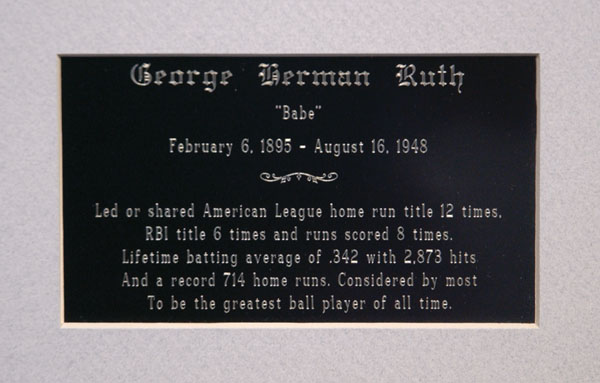 George Herman Ruth
"Babe"
February 6, 1895 - August 16, 1948
Led or shared American League home run title 12 times,
RBI title 6 times and runs scored 8 times.
Lifetime batting average of .342 with 2,873 hits
And a record 714 home runs. Considered by most
To be the greatest ball player of all time.